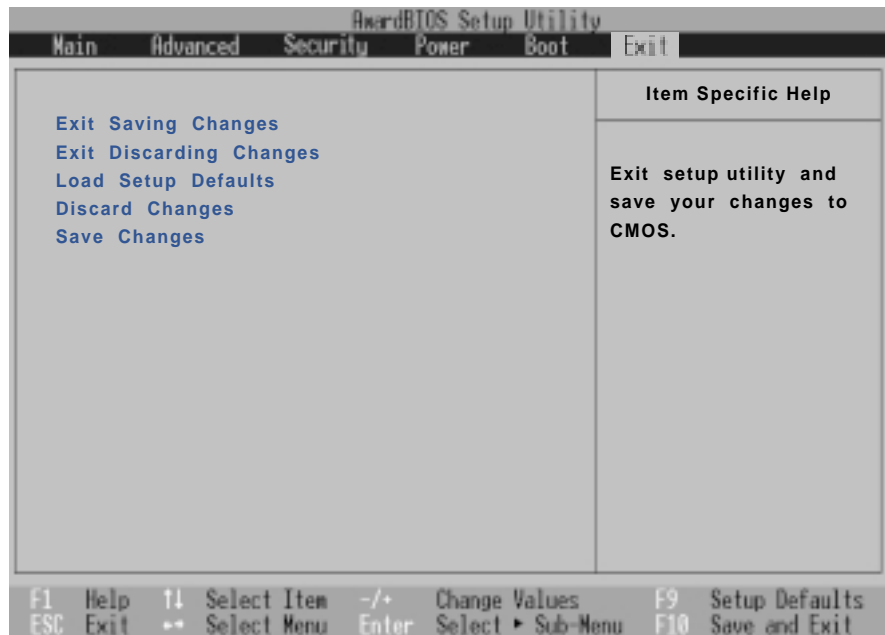 AwardBIOS Setup Utility
Main Advanced Security Power Boot Exit
Item Specific Help
Exit Saving Changes
Exit Discarding Changes
Load Setup Defaults
Discard Changes
Save Changes
Exit setup utility and
save your changes to
CMOS.
F1 Help ↑↓ Select Item -/+ Change Values F9 Setup Defaults
ESC Exit ←→ Select Menu Enter Select ► Sub-Menu F10 Save and Exit